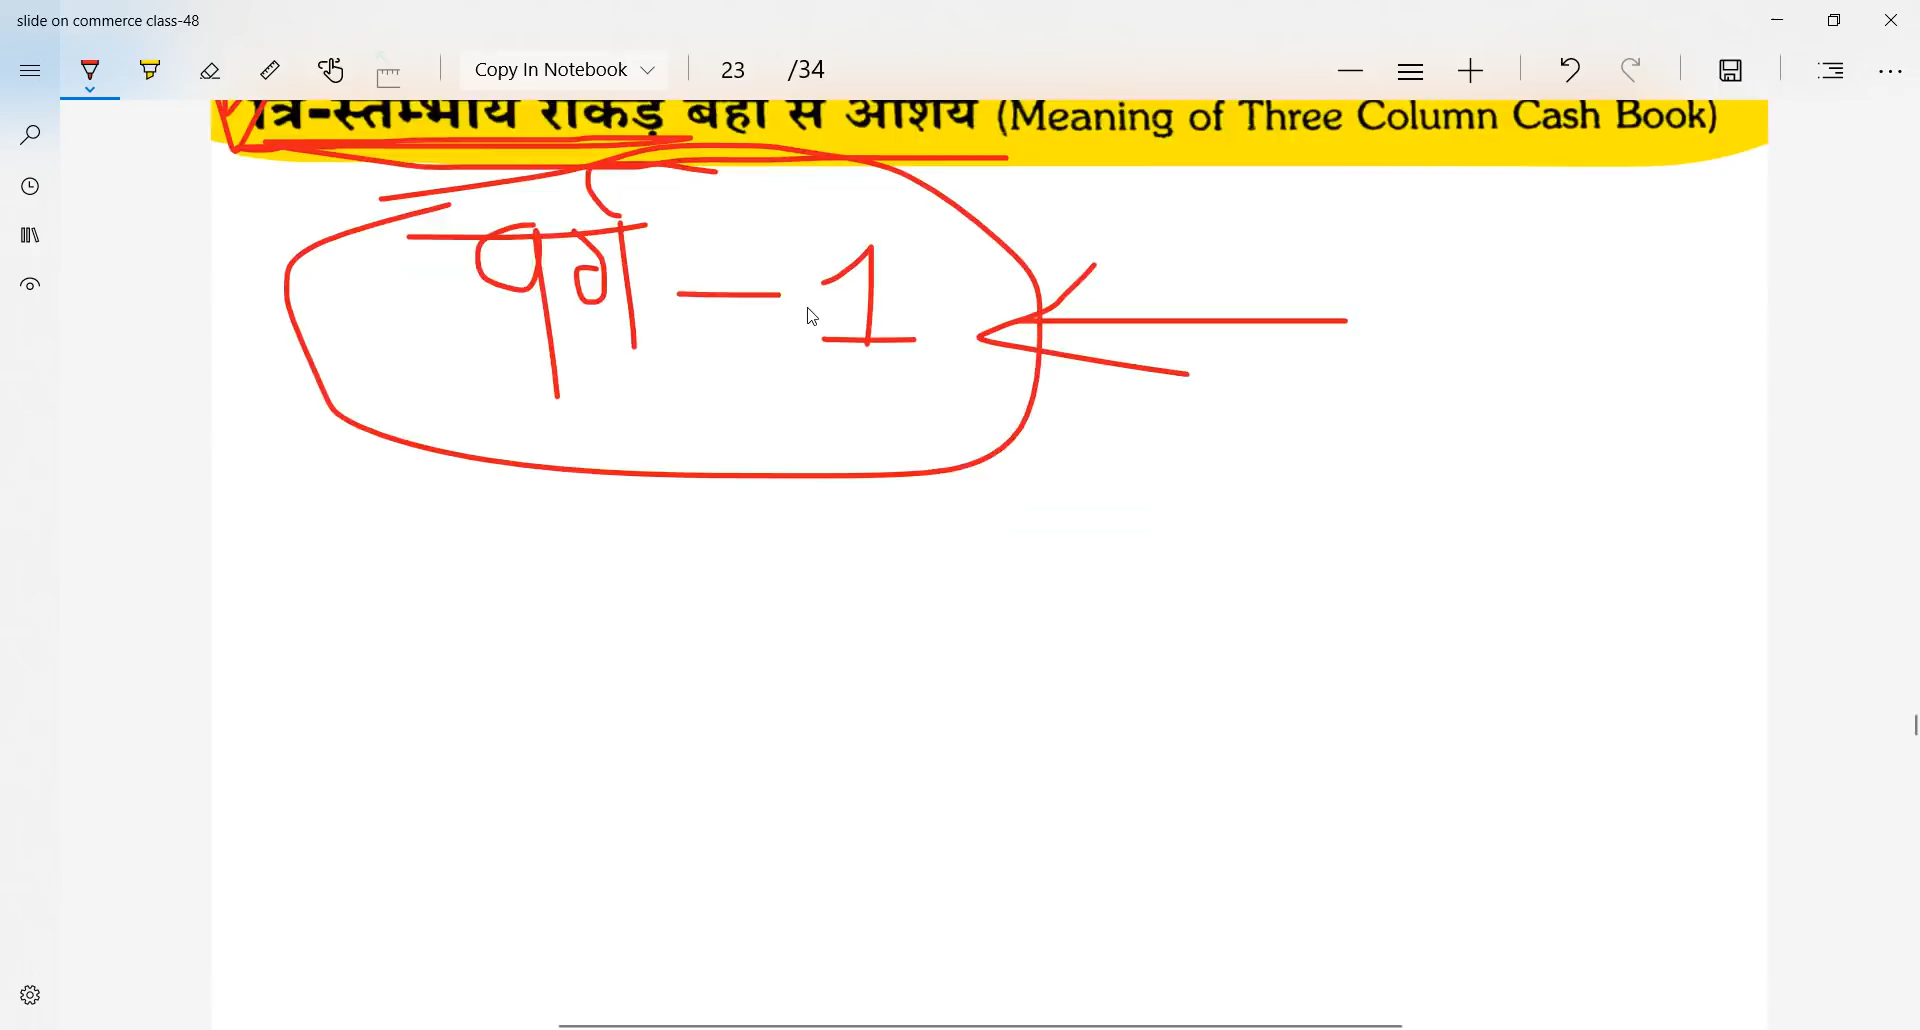 slide on commerce class-48
Copy In Notebook 23 /34
त्रि-स्तम्भीय रोकड़ बही से आशय (Meaning of Three Column Cash Book)
— 1